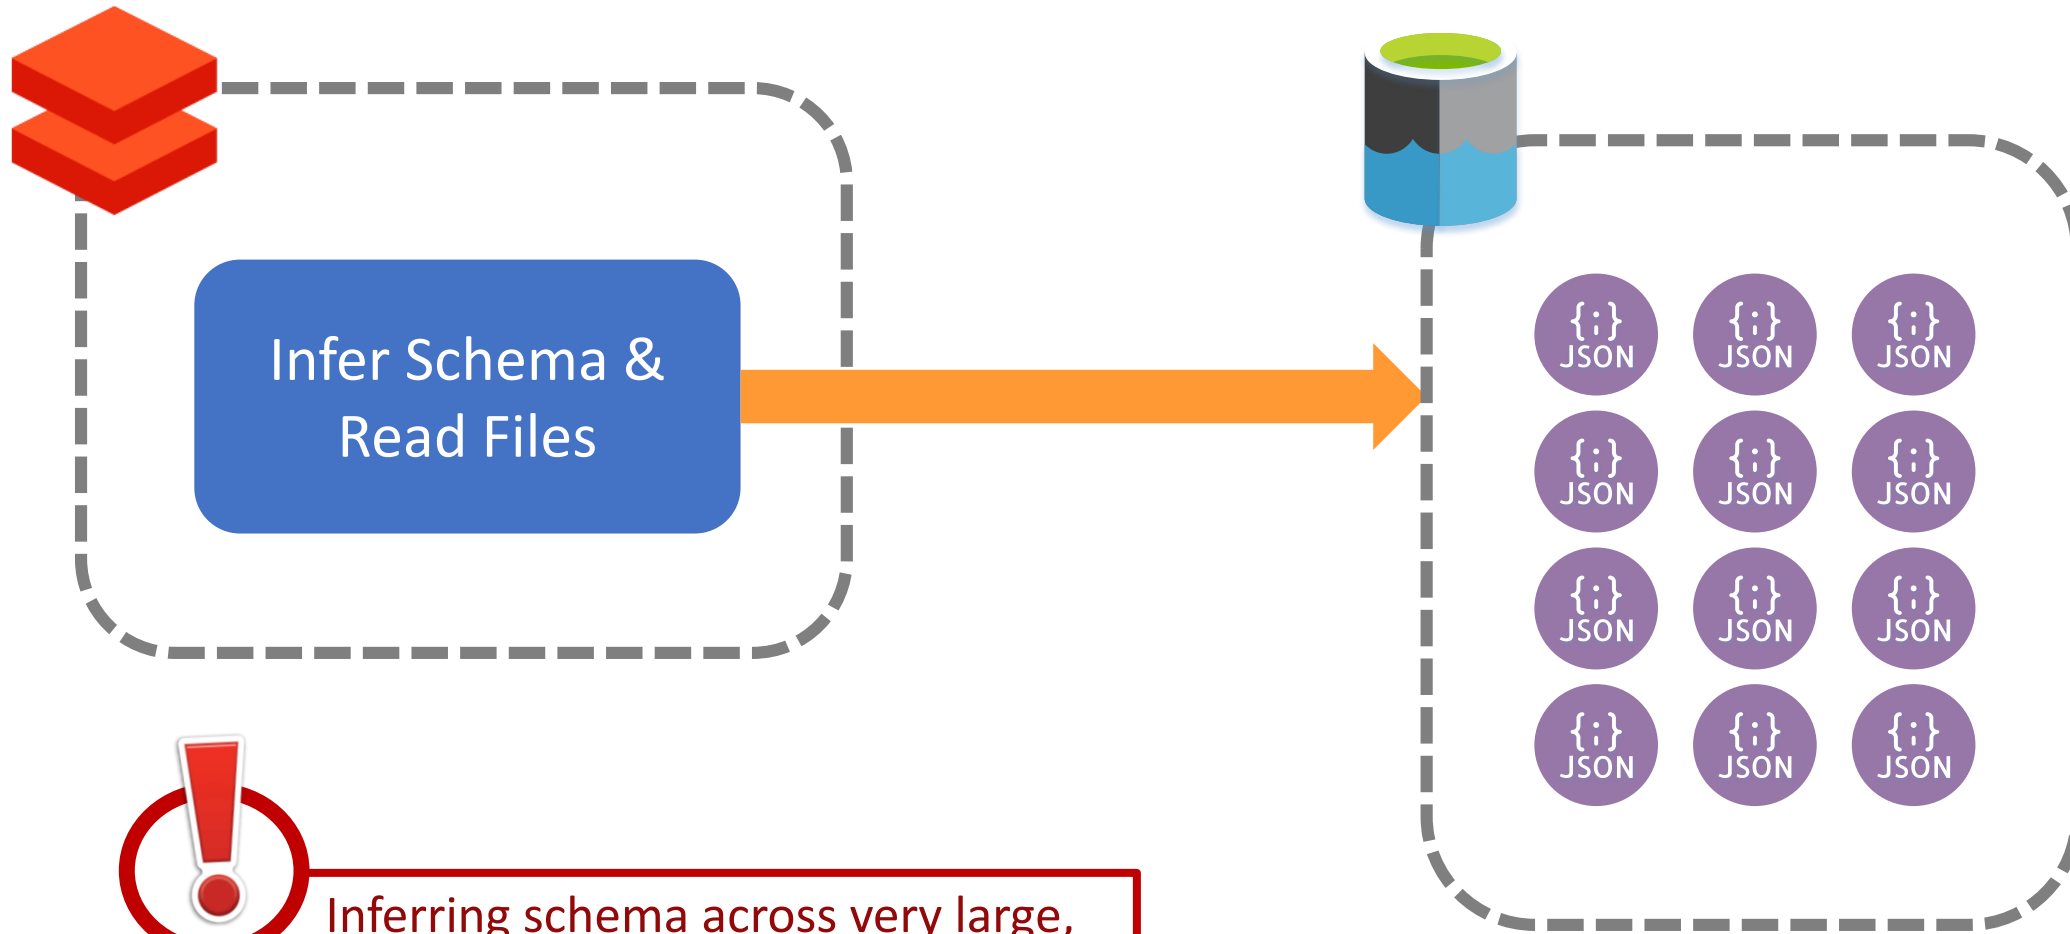 Infer Schema &
Read Files
{;}
JSON
{;}
JSON
{;}
JSON
{;}
JSON
{;}
JSON
{;}
JSON
{;}
JSON
{;}
JSON
{;}
JSON
{;}
JSON
{;}
JSON
{;}
JSON
Inferring schema across very large,